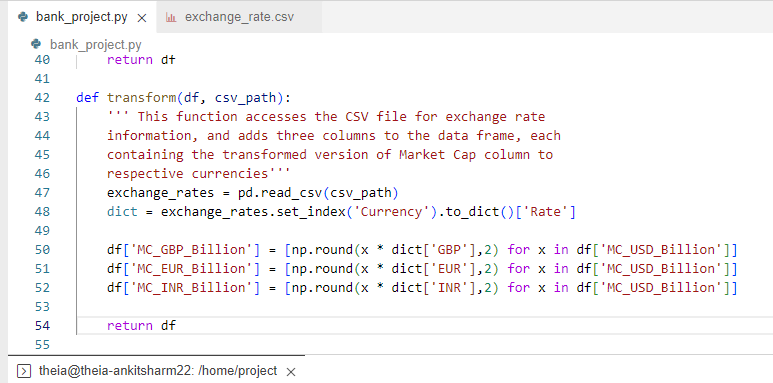 bank_project.py
exchange_rate.csv
bank_project.py
40 return df
41
42 def transform(df, csv_path):
43 ''' This function accesses the CSV file for exchange rate
44 information, and adds three columns to the data frame, each
45 containing the transformed version of Market Cap column to
46 respective currencies'''
47 exchange_rates = pd.read_csv(csv_path)
48 dict = exchange_rates.set_index('Currency').to_dict()['Rate']
49
50 df['MC_GBP_Billion'] = [np.round(x * dict['GBP'],2) for x in df['MC_USD_Billion']]
51 df['MC_EUR_Billion'] = [np.round(x * dict['EUR'],2) for x in df['MC_USD_Billion']]
52 df['MC_INR_Billion'] = [np.round(x * dict['INR'],2) for x in df['MC_USD_Billion']]
53
54 return df
55
theia@theia-ankitsharm22: /home/project